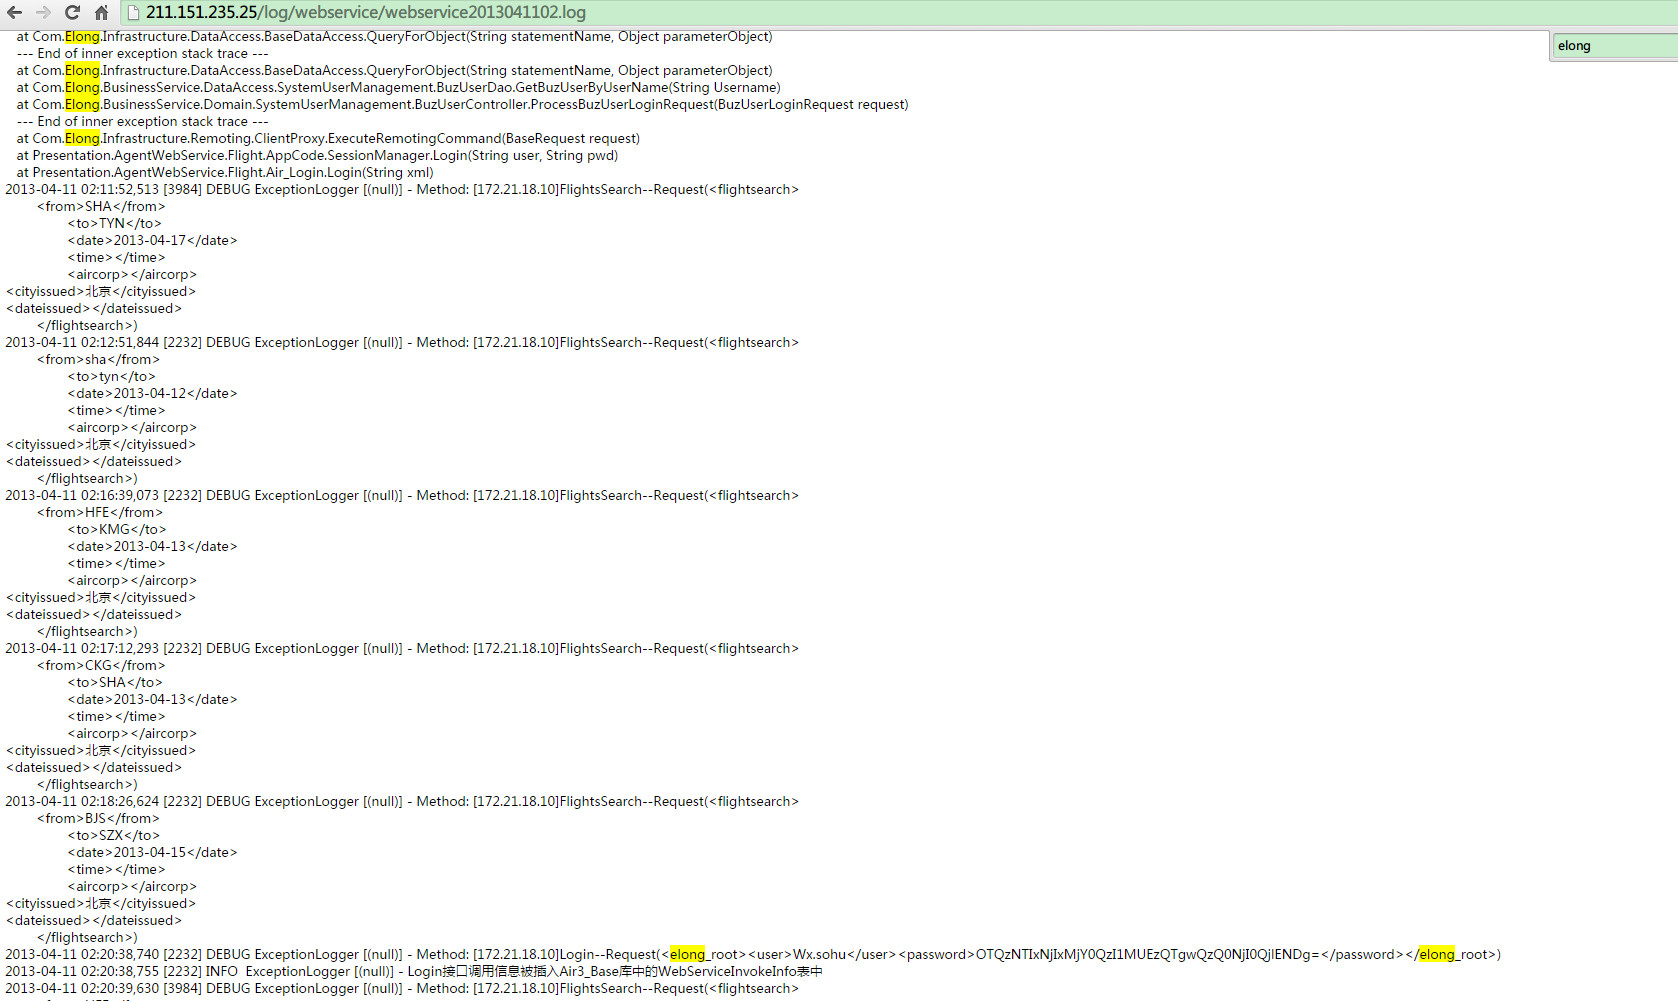 211.151.235.25/log/webservice/webservice2013041102.log
elong
at Com.Elong.Infrastructure.DataAccess.BaseDataAccess.QueryForObject(String statementName, Object parameterObject)
--- End of inner exception stack trace ---
at Com.Elong.Infrastructure.DataAccess.BaseDataAccess.QueryForObject(String statementName, Object parameterObject)
at Com.Elong.BusinessService.DataAccess.SystemUserManagement.BuzUserDao.GetBuzUserByUserName(String Username)
at Com.Elong.BusinessService.Domain.SystemUserManagement.BuzUserController.ProcessBuzUserLoginRequest(BuzUserLoginRequest request)
--- End of inner exception stack trace ---
at Com.Elong.Infrastructure.Remoting.ClientProxy.ExecuteRemotingCommand(BaseRequest request)
at Presentation.AgentWebService.Flight.AppCode.SessionManager.Login(String user, String pwd)
at Presentation.AgentWebService.Flight.Air_Login.Login(String xml)
2013-04-11 02:11:52,513 [3984] DEBUG ExceptionLogger [(null)] - Method: [172.21.18.10]FlightsSearch--Request(<flightsearch>
<from>SHA</from>
<to>TYN</to>
<date>2013-04-17</date>
<time></time>
<aircorp></aircorp>
<cityissued>北京</cityissued>
<dateissued></dateissued>
</flightsearch>)
2013-04-11 02:12:51,844 [2232] DEBUG ExceptionLogger [(null)] - Method: [172.21.18.10]FlightsSearch--Request(<flightsearch>
<from>sha</from>
<to>tyn</to>
<date>2013-04-12</date>
<time></time>
<aircorp></aircorp>
<cityissued>北京</cityissued>
<dateissued></dateissued>
</flightsearch>)
2013-04-11 02:16:39,073 [2232] DEBUG ExceptionLogger [(null)] - Method: [172.21.18.10]FlightsSearch--Request(<flightsearch>
<from>HFE</from>
<to>KMG</to>
<date>2013-04-13</date>
<time></time>
<aircorp></aircorp>
<cityissued>北京</cityissued>
<dateissued></dateissued>
</flightsearch>)
2013-04-11 02:17:12,293 [2232] DEBUG ExceptionLogger [(null)] - Method: [172.21.18.10]FlightsSearch--Request(<flightsearch>
<from>CKG</from>
<to>SHA</to>
<date>2013-04-13</date>
<time></time>
<aircorp></aircorp>
<cityissued>北京</cityissued>
<dateissued></dateissued>
</flightsearch>)
2013-04-11 02:18:26,624 [2232] DEBUG ExceptionLogger [(null)] - Method: [172.21.18.10]FlightsSearch--Request(<flightsearch>
<from>BJS</from>
<to>SZX</to>
<date>2013-04-15</date>
<time></time>
<aircorp></aircorp>
<cityissued>北京</cityissued>
<dateissued></dateissued>
</flightsearch>)
2013-04-11 02:20:38,740 [2232] DEBUG ExceptionLogger [(null)] - Method: [172.21.18.10]Login--Request(<elong_root><user>Wx.sohu</user><password>OTQzNTIxNjIxMjY0QzI1MUEzQTgwQzQ0NjI0QjlENDg=</password></elong_root>)
2013-04-11 02:20:38,755 [2232] INFO ExceptionLogger [(null)] - Login接口调用信息被插入Air3_Base库中的WebServiceInvokeInfo表中
2013-04-11 02:20:39,630 [3984] DEBUG ExceptionLogger [(null)] - Method: [172.21.18.10]FlightsSearch--Request(<flightsearch>